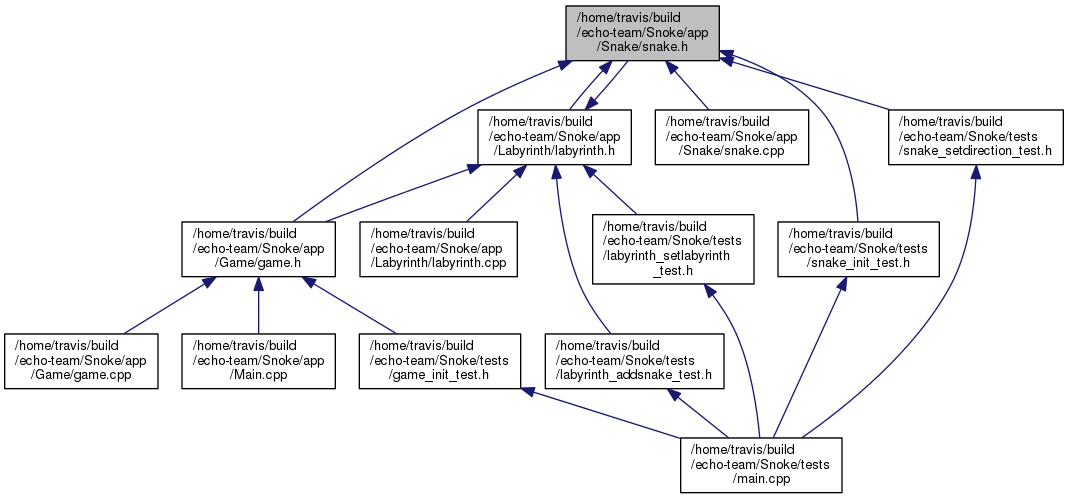 /home/travis/build
/echo-team/Snoke/app
/Snake/snake.h
/home/travis/build
/echo-team/Snoke/app
/Labyrinth/labyrinth.h
/home/travis/build
/echo-team/Snoke/app
/Snake/snake.cpp
/home/travis/build
/echo-team/Snoke/tests
/snake_setdirection_test.h
/home/travis/build
/echo-team/Snoke/app
/Game/game.h
/home/travis/build
/echo-team/Snoke/app
/Labyrinth/labyrinth.cpp
/home/travis/build
/echo-team/Snoke/tests
/labyrinth_setlabyrinth
_test.h
/home/travis/build
/echo-team/Snoke/tests
/snake_init_test.h
/home/travis/build
/echo-team/Snoke/app
/Game/game.cpp
/home/travis/build
/echo-team/Snoke/app
/Main.cpp
/home/travis/build
/echo-team/Snoke/tests
/game_init_test.h
/home/travis/build
/echo-team/Snoke/tests
/labyrinth_addsnake_test.h
/home/travis/build
/echo-team/Snoke/tests
/main.cpp